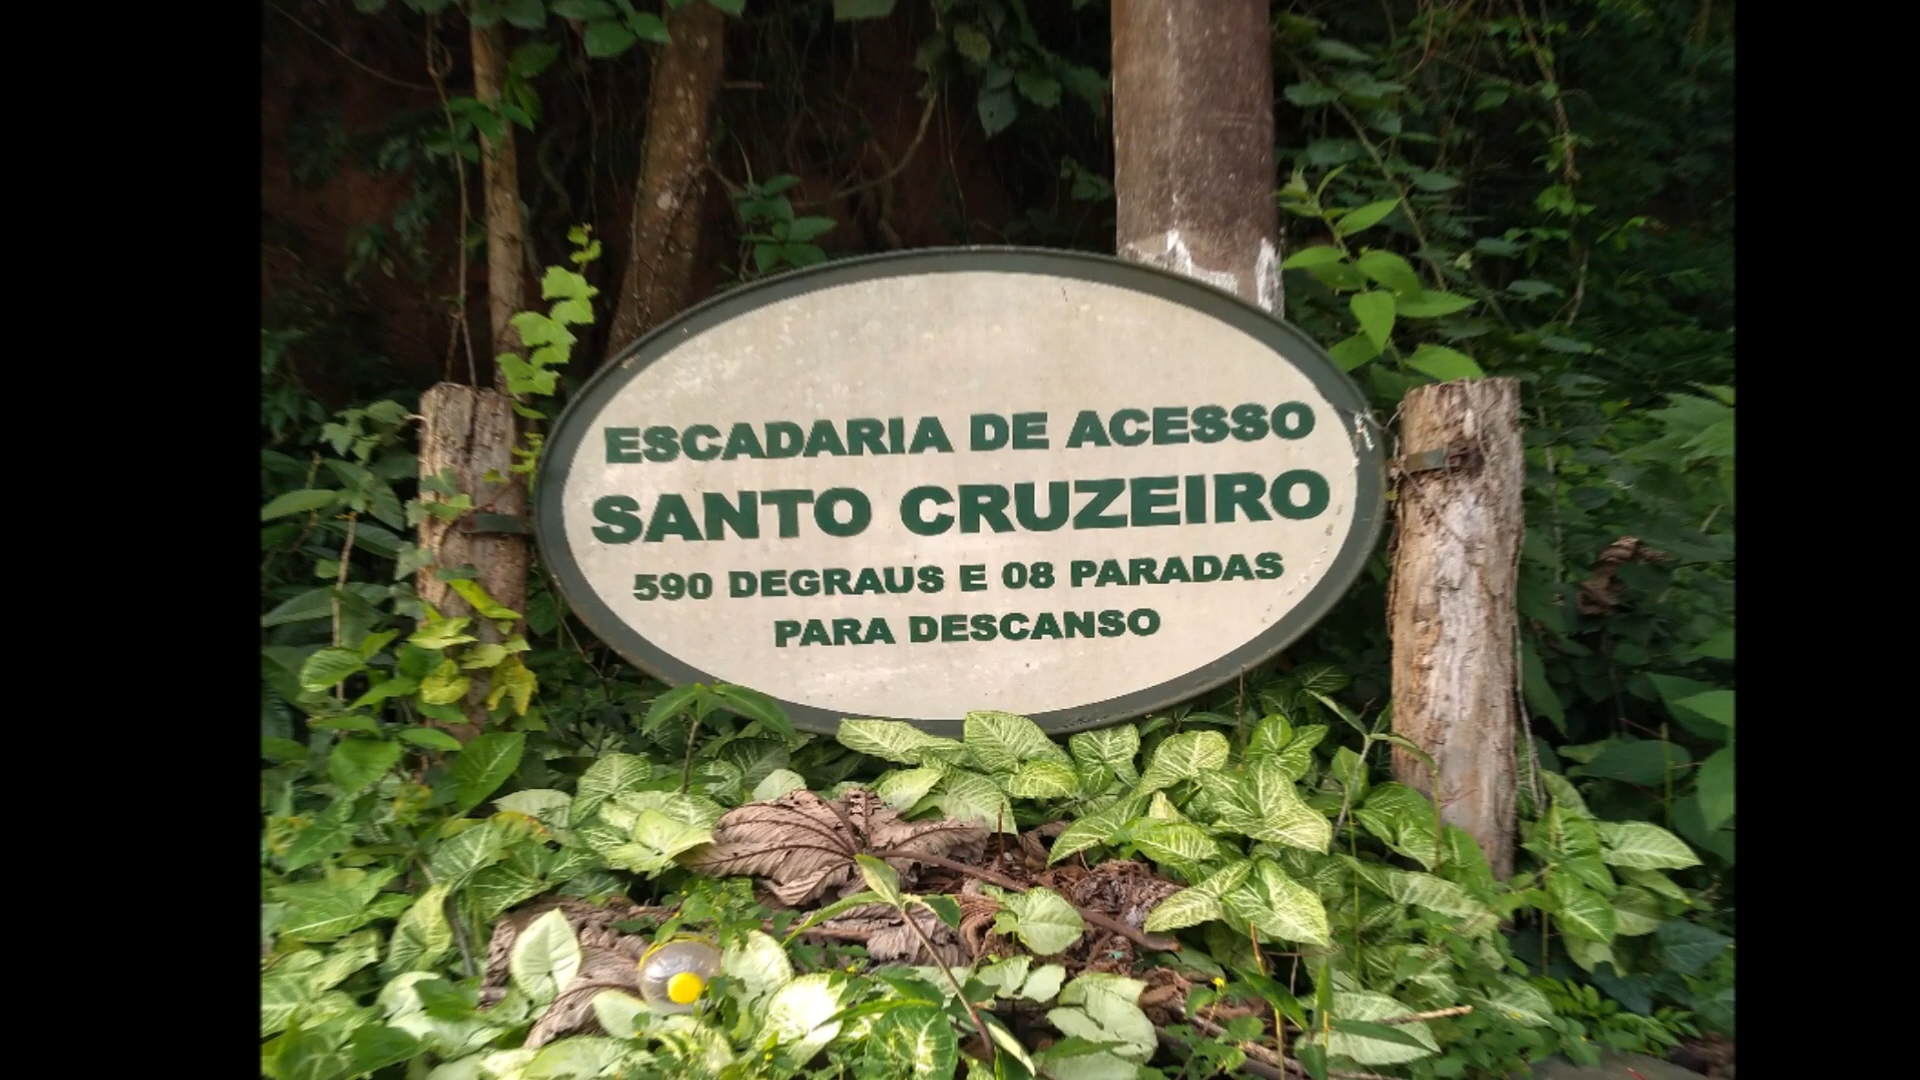 ESCADARIA DE ACESSO
SANTO CRUZEIRO
590 DEGRAUS E 08 PARADAS
PARA DESCANSO